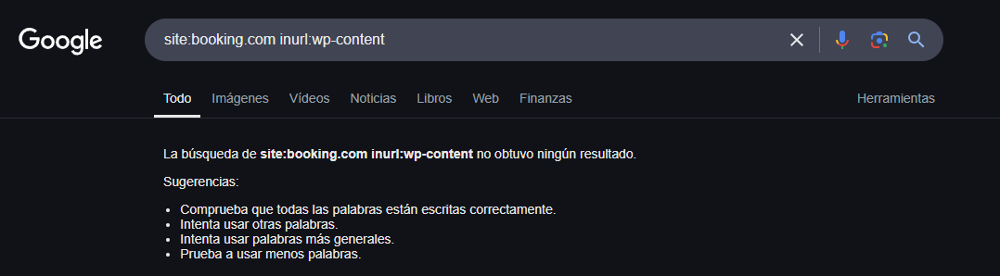 Google
site:booking.com inurl:wp-content
Todo Imágenes Vídeos Noticias Libros Web Finanzas Herramientas
La búsqueda de site:booking.com inurl:wp-content no obtuvo ningún resultado.
Sugerencias:
• Comprueba que todas las palabras están escritas correctamente.
• Intenta usar otras palabras.
• Intenta usar palabras más generales.
• Prueba a usar menos palabras.